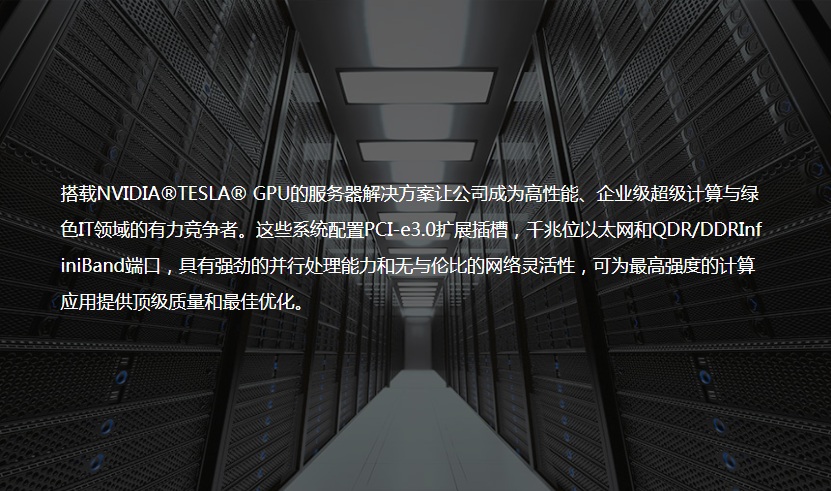 搭载NVIDIA®TESLA® GPU的服务器解决方案让公司成为高性能、企业级超级计算与绿
色IT领域的有力竞争者。这些系统配置PCI-e3.0扩展插槽，千兆位以太网和QDR/DDRInf
iniBand端口，具有强劲的并行处理能力和无与伦比的网络灵活性，可为最高强度的计算
应用提供顶级质量和最佳优化。